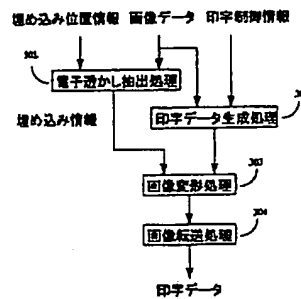 埋め込み位置情報 画像データ 印字制御情報
電子透かし抽出処理
埋め込み情報
印字データ生成処理
303
画像変形処理
304
画像転送処理
印字データ